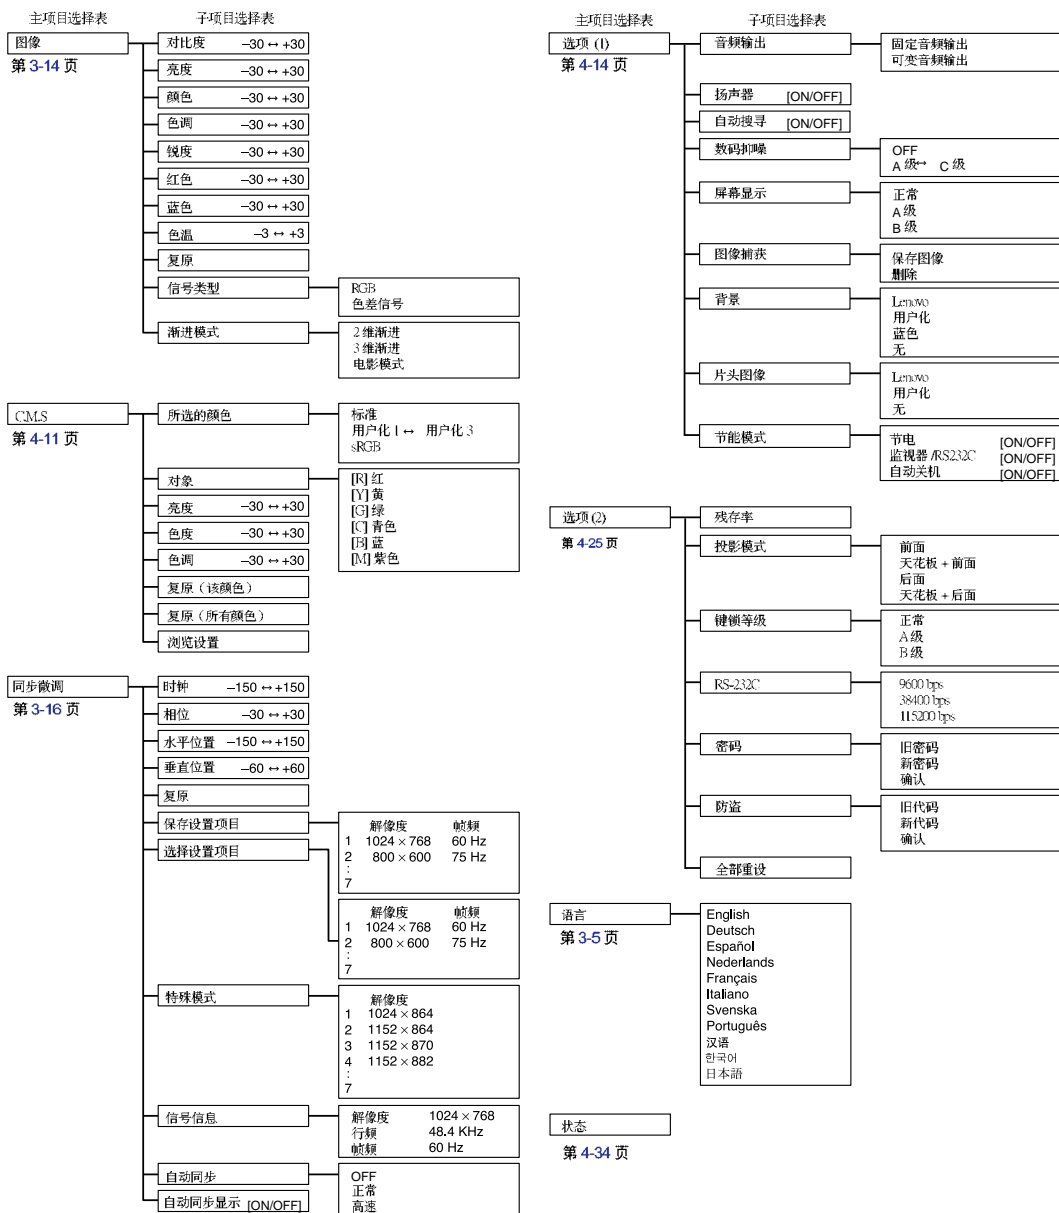 主项目选择表
子项目选择表
图像
第 3-14 页
对比度 –30 ↔ +30
亮度 –30 ↔ +30
颜色 –30 ↔ +30
色调 –30 ↔ +30
锐度 –30 ↔ +30
红色 –30 ↔ +30
蓝色 –30 ↔ +30
色温 –3 ↔ +3
复原
信号类型
RGB
色差信号
渐进模式
2 维渐进
3 维渐进
电影模式
C.M.S
第 4-11 页
所选的颜色
标准
用户化 1 ↔ 用户化 3
sRGB
对象
[R] 红
[Y] 黄
[G] 绿
[C] 青色
[B] 蓝
[M] 紫色
亮度 –30 ↔ +30
色度 –30 ↔ +30
色调 –30 ↔ +30
复原（该颜色）
复原（所有颜色）
浏览设置
同步微调
第 3-16 页
时钟 –150 ↔ +150
相位 –30 ↔ +30
水平位置 –150 ↔ +150
垂直位置 –60 ↔ +60
复原
保存设置项目
解像度 帧频
1 1024 × 768 60 Hz
2 800 × 600 75 Hz
:
7
选择设置项目
解像度 帧频
1 1024 × 768 60 Hz
2 800 × 600 75 Hz
:
7
特殊模式
解像度
1 1024 × 864
2 1152 × 864
3 1152 × 870
4 1152 × 882
:
7
信号信息
解像度 1024 × 768
行频 48.4 KHz
帧频 60 Hz
自动同步
OFF
正常
高速
自动同步显示 [ON/OFF]
主项目选择表
子项目选择表
选项 (1)
第 4-14 页
音频输出
固定音频输出
可变音频输出
扬声器 [ON/OFF]
自动搜寻 [ON/OFF]
数码抑噪
OFF
A 级↔ C 级
屏幕显示
正常
A 级
B 级
图像捕获
保存图像
删除
背景
Lenovo
用户化
蓝色
无
片头图像
Lenovo
用户化
无
节能模式
节电 [ON/OFF]
监视器 /RS232C [ON/OFF]
自动关机 [ON/OFF]
选项 (2)
第 4-25 页
残存率
投影模式
前面
天花板 + 前面
后面
天花板 + 后面
键锁等级
正常
A 级
B 级
RS-232C
9600 bps
38400 bps
115200 bps
密码
旧密码
新密码
确认
防盗
旧代码
新代码
确认
全部重设
语言
第 3-5 页
English
Deutsch
Español
Nederlands
Français
Italiano
Svenska
Português
汉语
한국어
日本語
状态
第 4-34 页